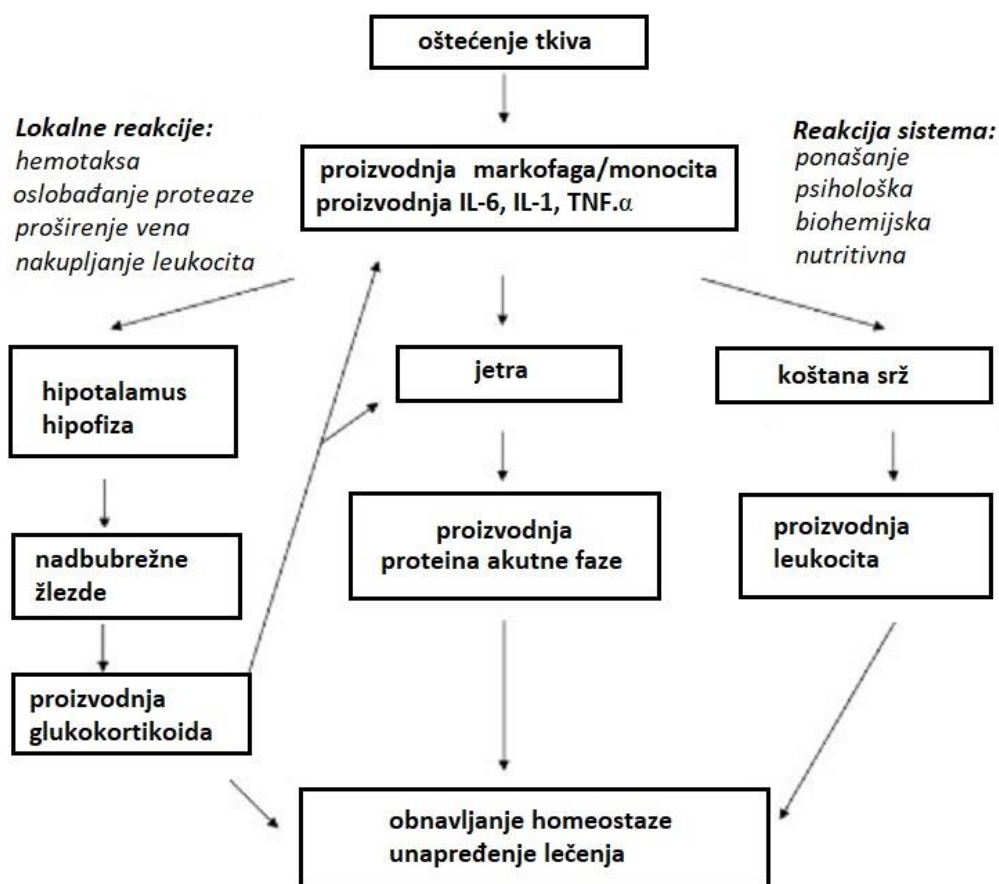 oštećenje tkiva
Lokalne reakcije:
hemotaksa
oslobađanje proteaze
proširenje vena
nakupljanje leukocita
proizvodnja markofaga/monocita
proizvodnja IL-6, IL-1, TNF.α
Reakcija sistema:
ponašanje
psihološka
biohemijska
nutritivna
hipotalamus
hipofiza
jetra
koštana srž
nadbubrežne
žlezde
proizvodnja
proteina akutne faze
proizvodnja
leukocita
proizvodnja
glukokortikoida
obnavljanje homeostaze
unapređenje lečenja